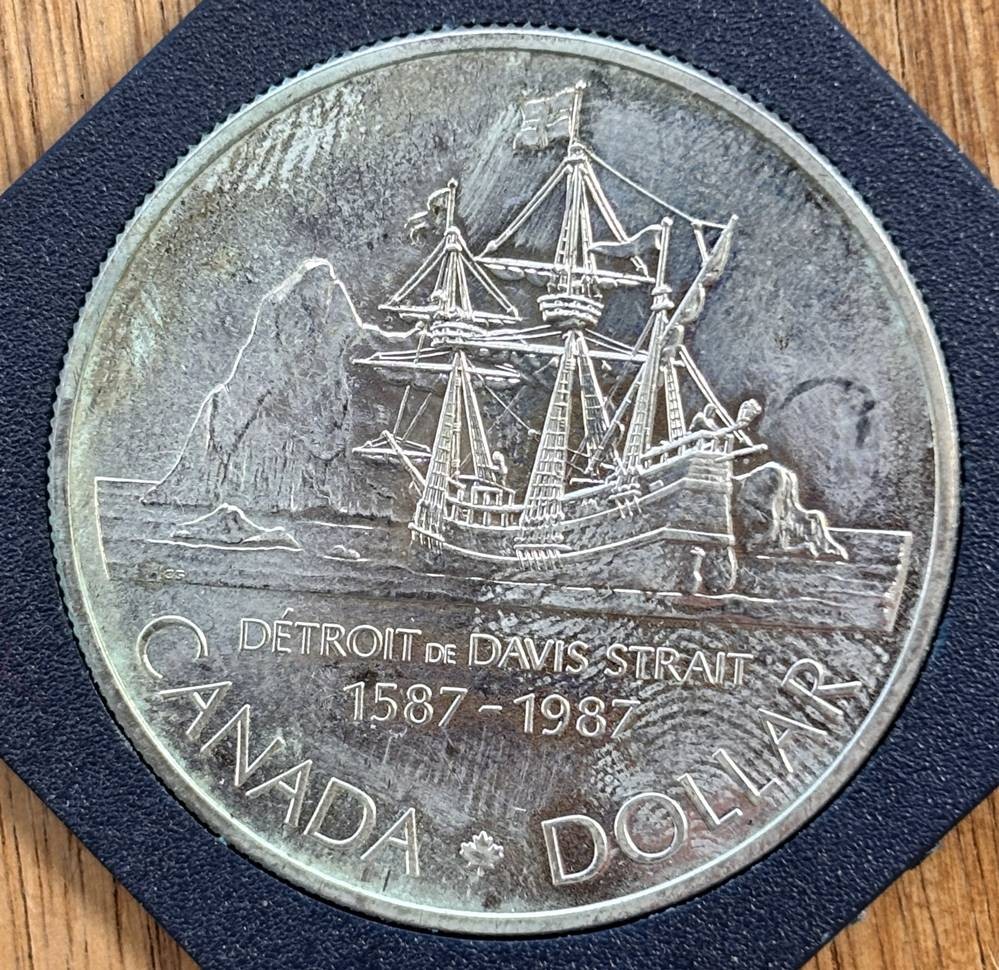 DÉTROIT DE DAVIS STRAIT
1587-1987
CANADA DOLLAR